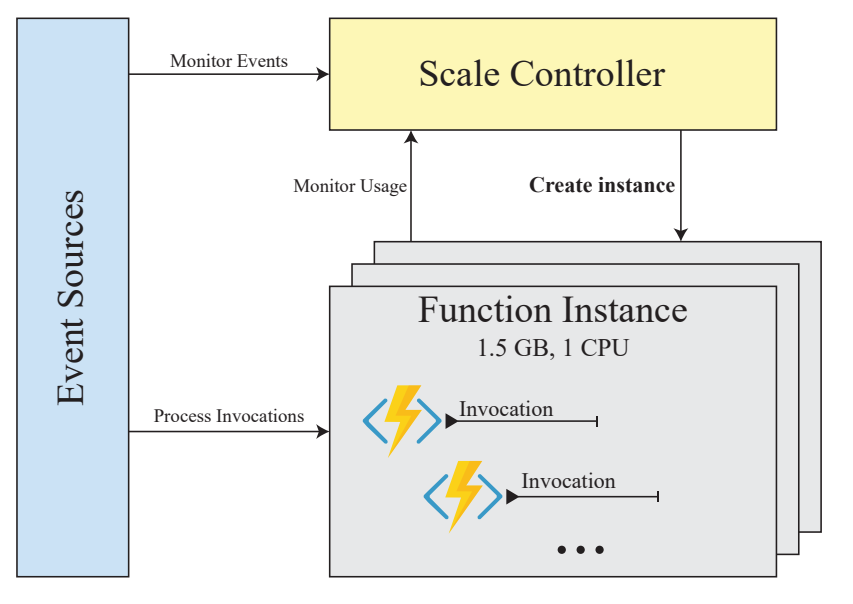 Monitor Events
Scale Controller
Monitor Usage
Create instance
Event Sources
Function Instance
1.5 GB, 1 CPU
Process Invocations
Invocation
Invocation
• • •